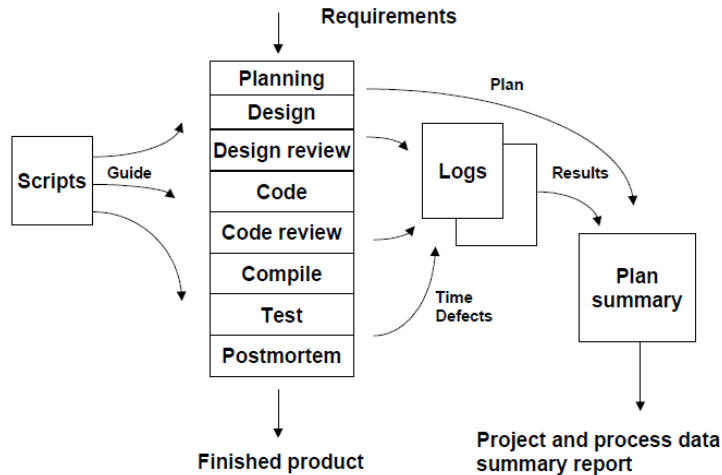 Requirements
Planning
Design
Design review
Code
Code review
Compile
Test
Postmortem
Scripts
Guide
Plan
Logs
Results
Time
Defects
Plan
summary
Finished product
Project and process data
summary report